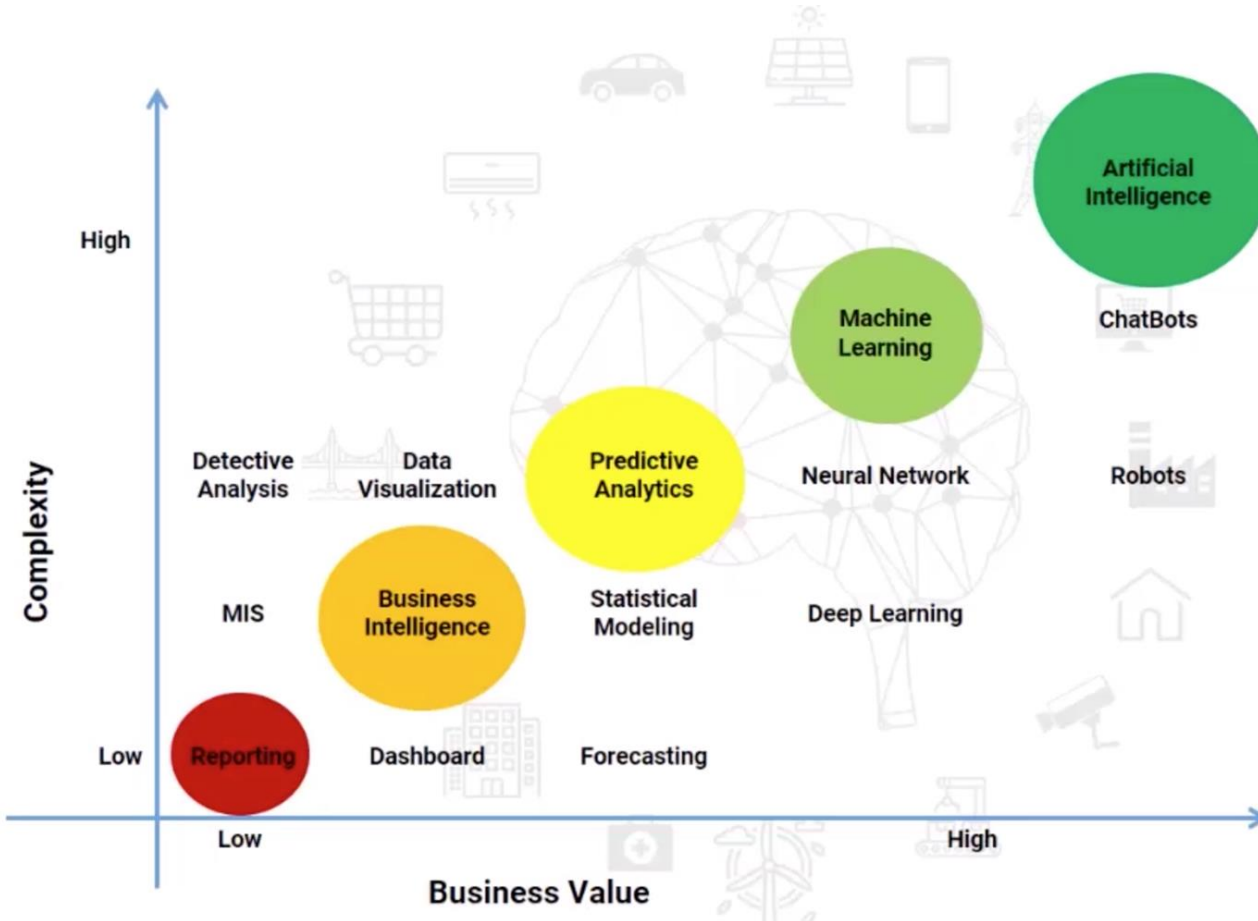 Artificial
Intelligence
High
Machine
Learning
ChatBots
Detective
Analysis
Data
Visualization
Predictive
Analytics
Neural Network
Robots
Complexity
MIS
Business
Intelligence
Statistical
Modeling
Deep Learning
Low
Reporting
Dashboard
Forecasting
Low
High
Business Value